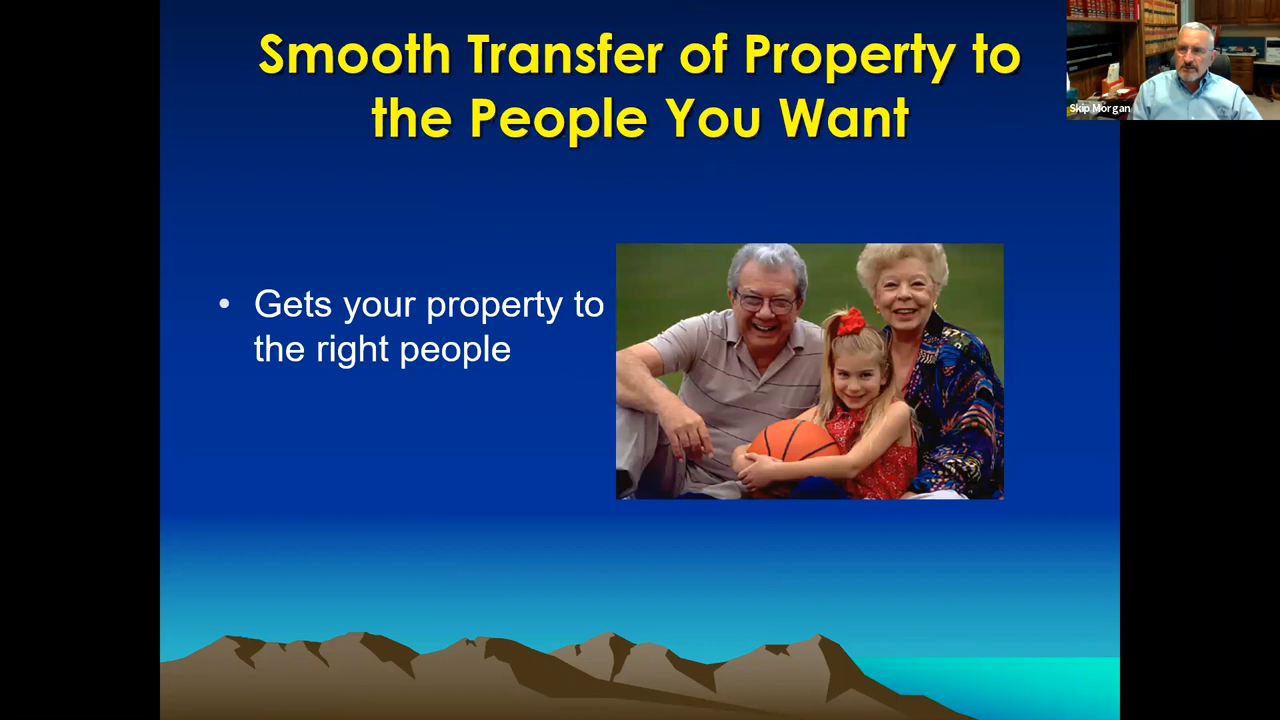 Smooth Transfer of Property to
the People You Want
Skip Morgan
• Gets your property to
the right people